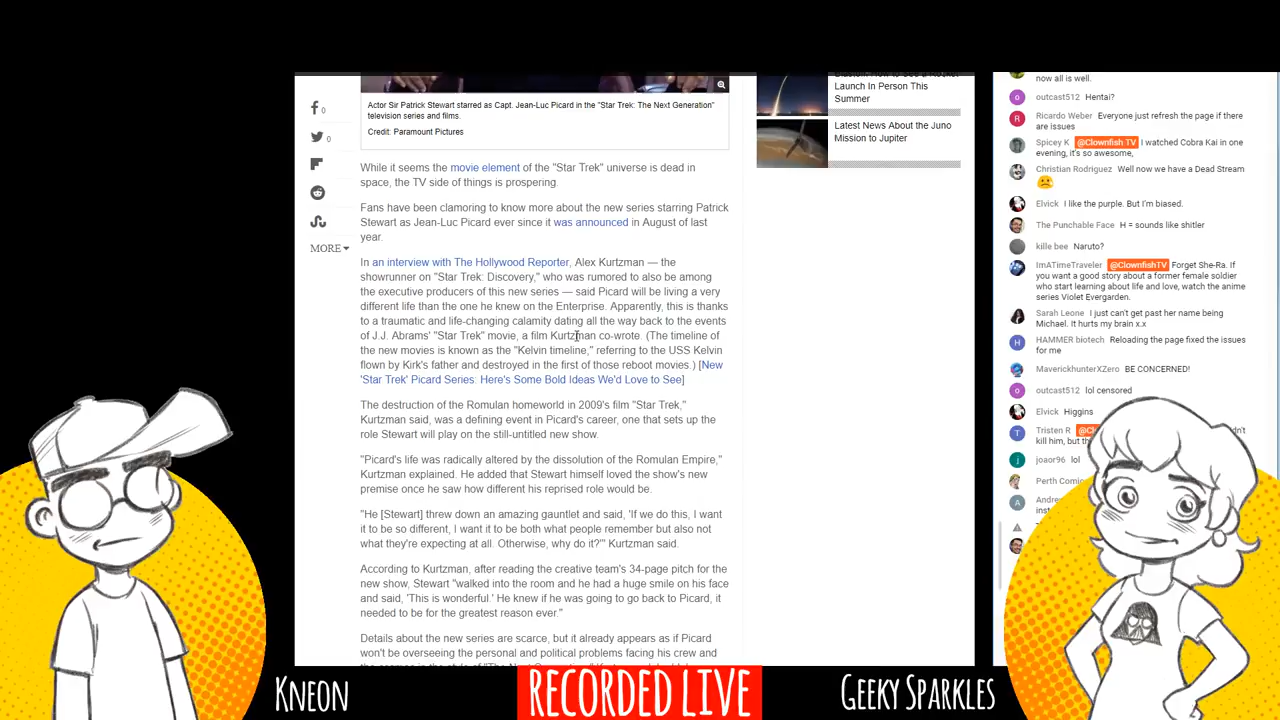 Actor Sir Patrick Stewart starred as Capt. Jean-Luc Picard in the "Star Trek: The Next Generation"
television series and films.
Credit: Paramount Pictures
f 0
0
MORE
While it seems the movie element of the "Star Trek" universe is dead in
space, the TV side of things is prospering.
Fans have been clamoring to know more about the new series starring Patrick
Stewart as Jean-Luc Picard ever since it was announced in August of last
year.
In an interview with The Hollywood Reporter, Alex Kurtzman — the
showrunner on "Star Trek: Discovery," who was rumored to also be among
the executive producers of this new series — said Picard will be living a very
different life than the one he knew on the Enterprise. Apparently, this is thanks
to a traumatic and life-changing calamity dating all the way back to the events
of J.J. Abrams' "Star Trek" movie, a film Kurtzman co-wrote. (The timeline of
the new movies is known as the "Kelvin timeline," referring to the USS Kelvin
flown by Kirk's father and destroyed in the first of those reboot movies.) [New
'Star Trek' Picard Series: Here's Some Bold Ideas We'd Love to See]
The destruction of the Romulan homeworld in 2009's film "Star Trek,"
Kurtzman said, was a defining event in Picard's career, one that sets up the
role Stewart will play on the still-untitled new show.
"Picard's life was radically altered by the dissolution of the Romulan Empire,"
Kurtzman explained. He added that Stewart himself loved the show's new
premise once he saw how different his reprised role would be.
"He [Stewart] threw down an amazing gauntlet and said, 'If we do this, I want
it to be so different, I want it to be both what people remember but also not
what they're expecting at all. Otherwise, why do it?'" Kurtzman said.
According to Kurtzman, after reading the creative team's 34-page pitch for the
new show, Stewart "walked into the room and he had a huge smile on his face
and said, 'This is wonderful.' He knew if he was going to go back to Picard, it
needed to be for the greatest reason ever."
Details about the new series are scarce, but it already appears as if Picard
won't be overseeing the personal and political problems facing his crew and
Launch In Person This
Summer
Latest News About the Juno
Mission to Jupiter
now all is well.
outcast512 Hentai?
Ricardo Weber Everyone just refresh the page if there
are issues
Spicey K @Clownfish TV I watched Cobra Kai in one
evening, it's so awesome,
Christian Rodriguez Well now we have a Dead Stream
Elvick I like the purple. But I'm biased.
The Punchable Face H = sounds like shitler
kille bee Naruto?
ImATimeTraveler @ClownfishTV Forget She-Ra. If
you want a good story about a former female soldier
who start learning about life and love, watch the anime
series Violet Evergarden.
Sarah Leone I just can't get past her name being
Michael. It hurts my brain x.x
HAMMER biotech Reloading the page fixed the issues
for me
MaverickhunterXZero BE CONCERNED!
outcast512 lol censored
Elvick Higgins
Tristen R
kill him, but
joaor96 lol
KNEON
RECORDED LIVE
GEEKY SPARKLES